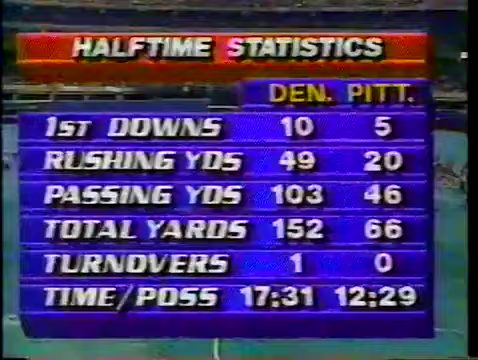 HALFTIME STATISTICS
DEN. PITT.
1ST DOWNS 10 5
RUSHING YDS 49 20
PASSING YDS 103 46
TOTAL YARDS 152 66
TURNOVERS 1 0
TIME/POSS 17:31 12:29